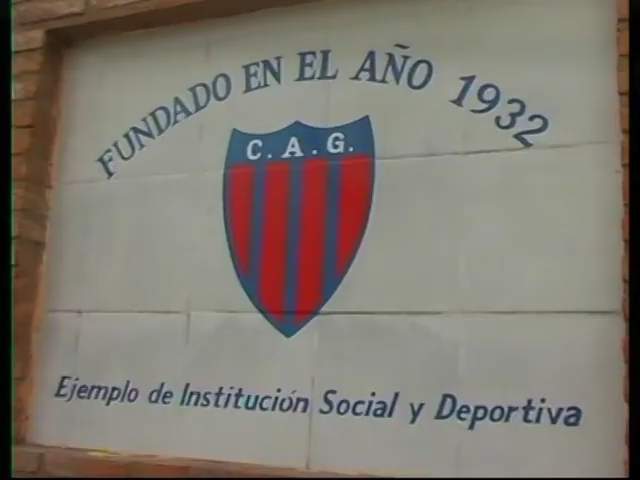 FUNDADO EN EL AÑO 1932
C. A. G.
Ejemplo de Institución Social y Deportiva